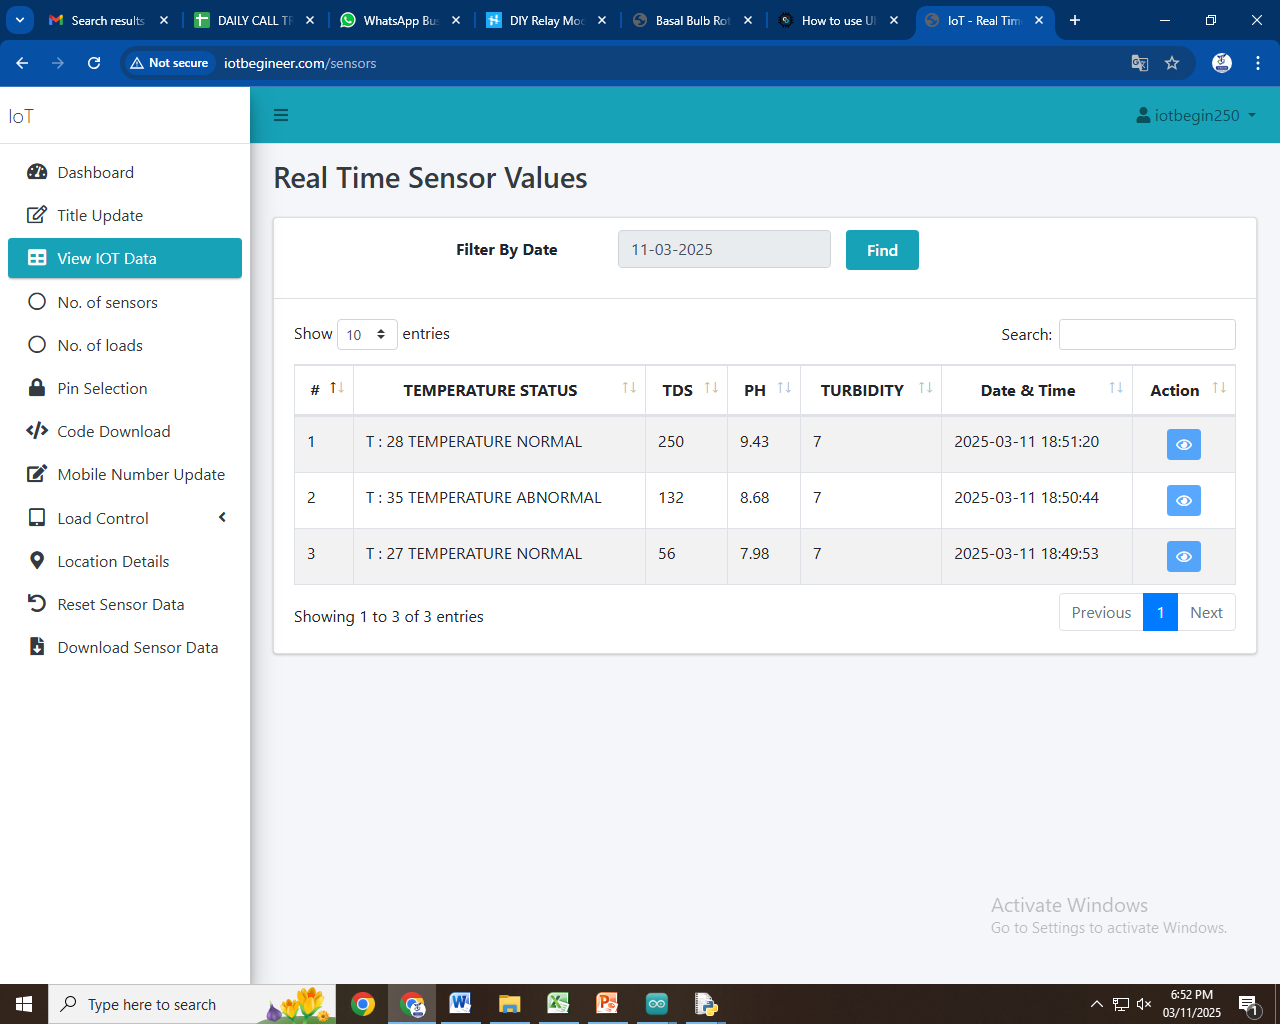 Search results
DAILY CALL TR
WhatsApp Bus
DIY Relay Mod
Basal Bulb Rot
How to use Ul
IoT - Real Tim
Not secure
iotbegineer.com/sensors
IoT
iotbegin250
Dashboard
Title Update
View IOT Data
No. of sensors
No. of loads
Pin Selection
Code Download
Mobile Number Update
Load Control
Location Details
Reset Sensor Data
Download Sensor Data
Real Time Sensor Values
Filter By Date 11-03-2025 Find
Show 10 entries Search:
# TEMPERATURE STATUS TDS PH TURBIDITY Date & Time Action
1 T : 28 TEMPERATURE NORMAL 250 9.43 7 2025-03-11 18:51:20
2 T : 35 TEMPERATURE ABNORMAL 132 8.68 7 2025-03-11 18:50:44
3 T : 27 TEMPERATURE NORMAL 56 7.98 7 2025-03-11 18:49:53
Showing 1 to 3 of 3 entries Previous 1 Next
Activate Windows
Go to Settings to activate Windows.
Type here to search
6:52 PM
03/11/2025
1